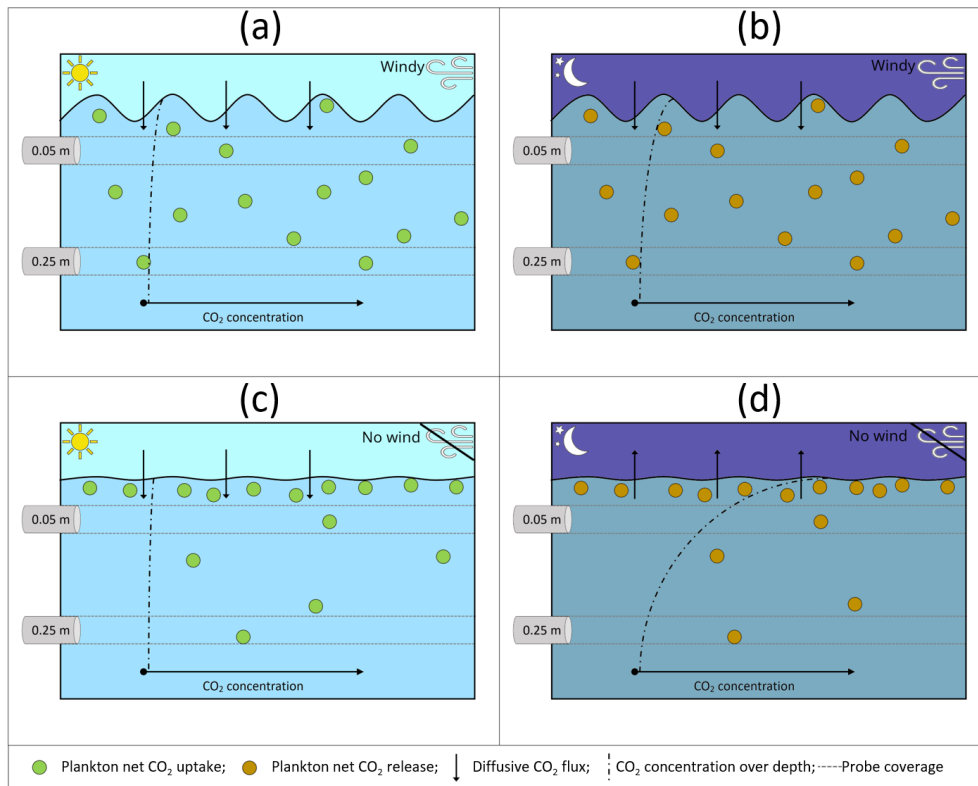 (a)
Windy
0.05 m
0.25 m
CO₂ concentration
(b)
Windy
0.05 m
0.25 m
CO₂ concentration
(c)
No wind
0.05 m
0.25 m
CO₂ concentration
(d)
No wind
0.05 m
0.25 m
CO₂ concentration
Plankton net CO₂ uptake; Plankton net CO₂ release; Diffusive CO₂ flux; CO₂ concentration over depth; Probe coverage